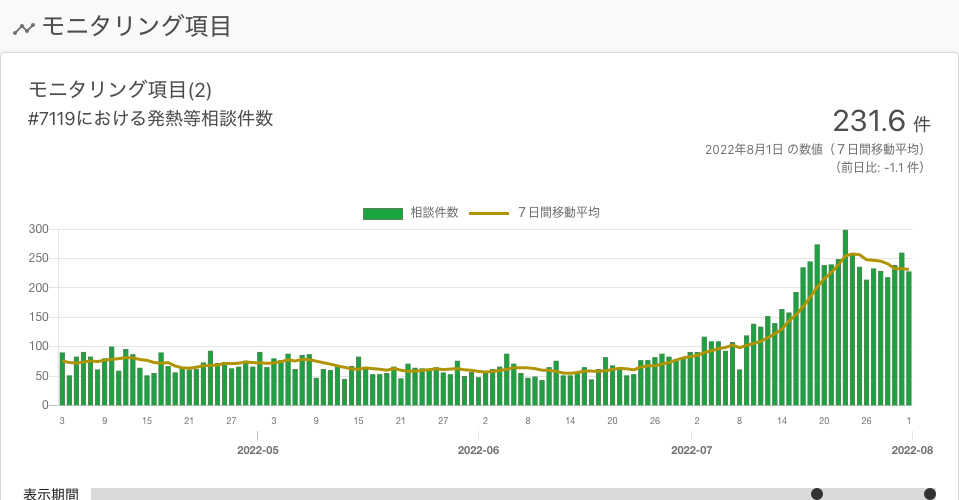 モニタリング項目
モニタリング項目(2)
#7119における発熱等相談件数
231.6 件
2022年8月1日 の数値（７日間移動平均）
（前日比: -1.1 件）
相談件数 ７日間移動平均
300
250
200
150
100
50
0
3 9 15 21 27 3 9 15 21 27 2 8 14 20 26 2 8 14 20 26 1
2022-05 2022-06 2022-07 2022-08
表示期間